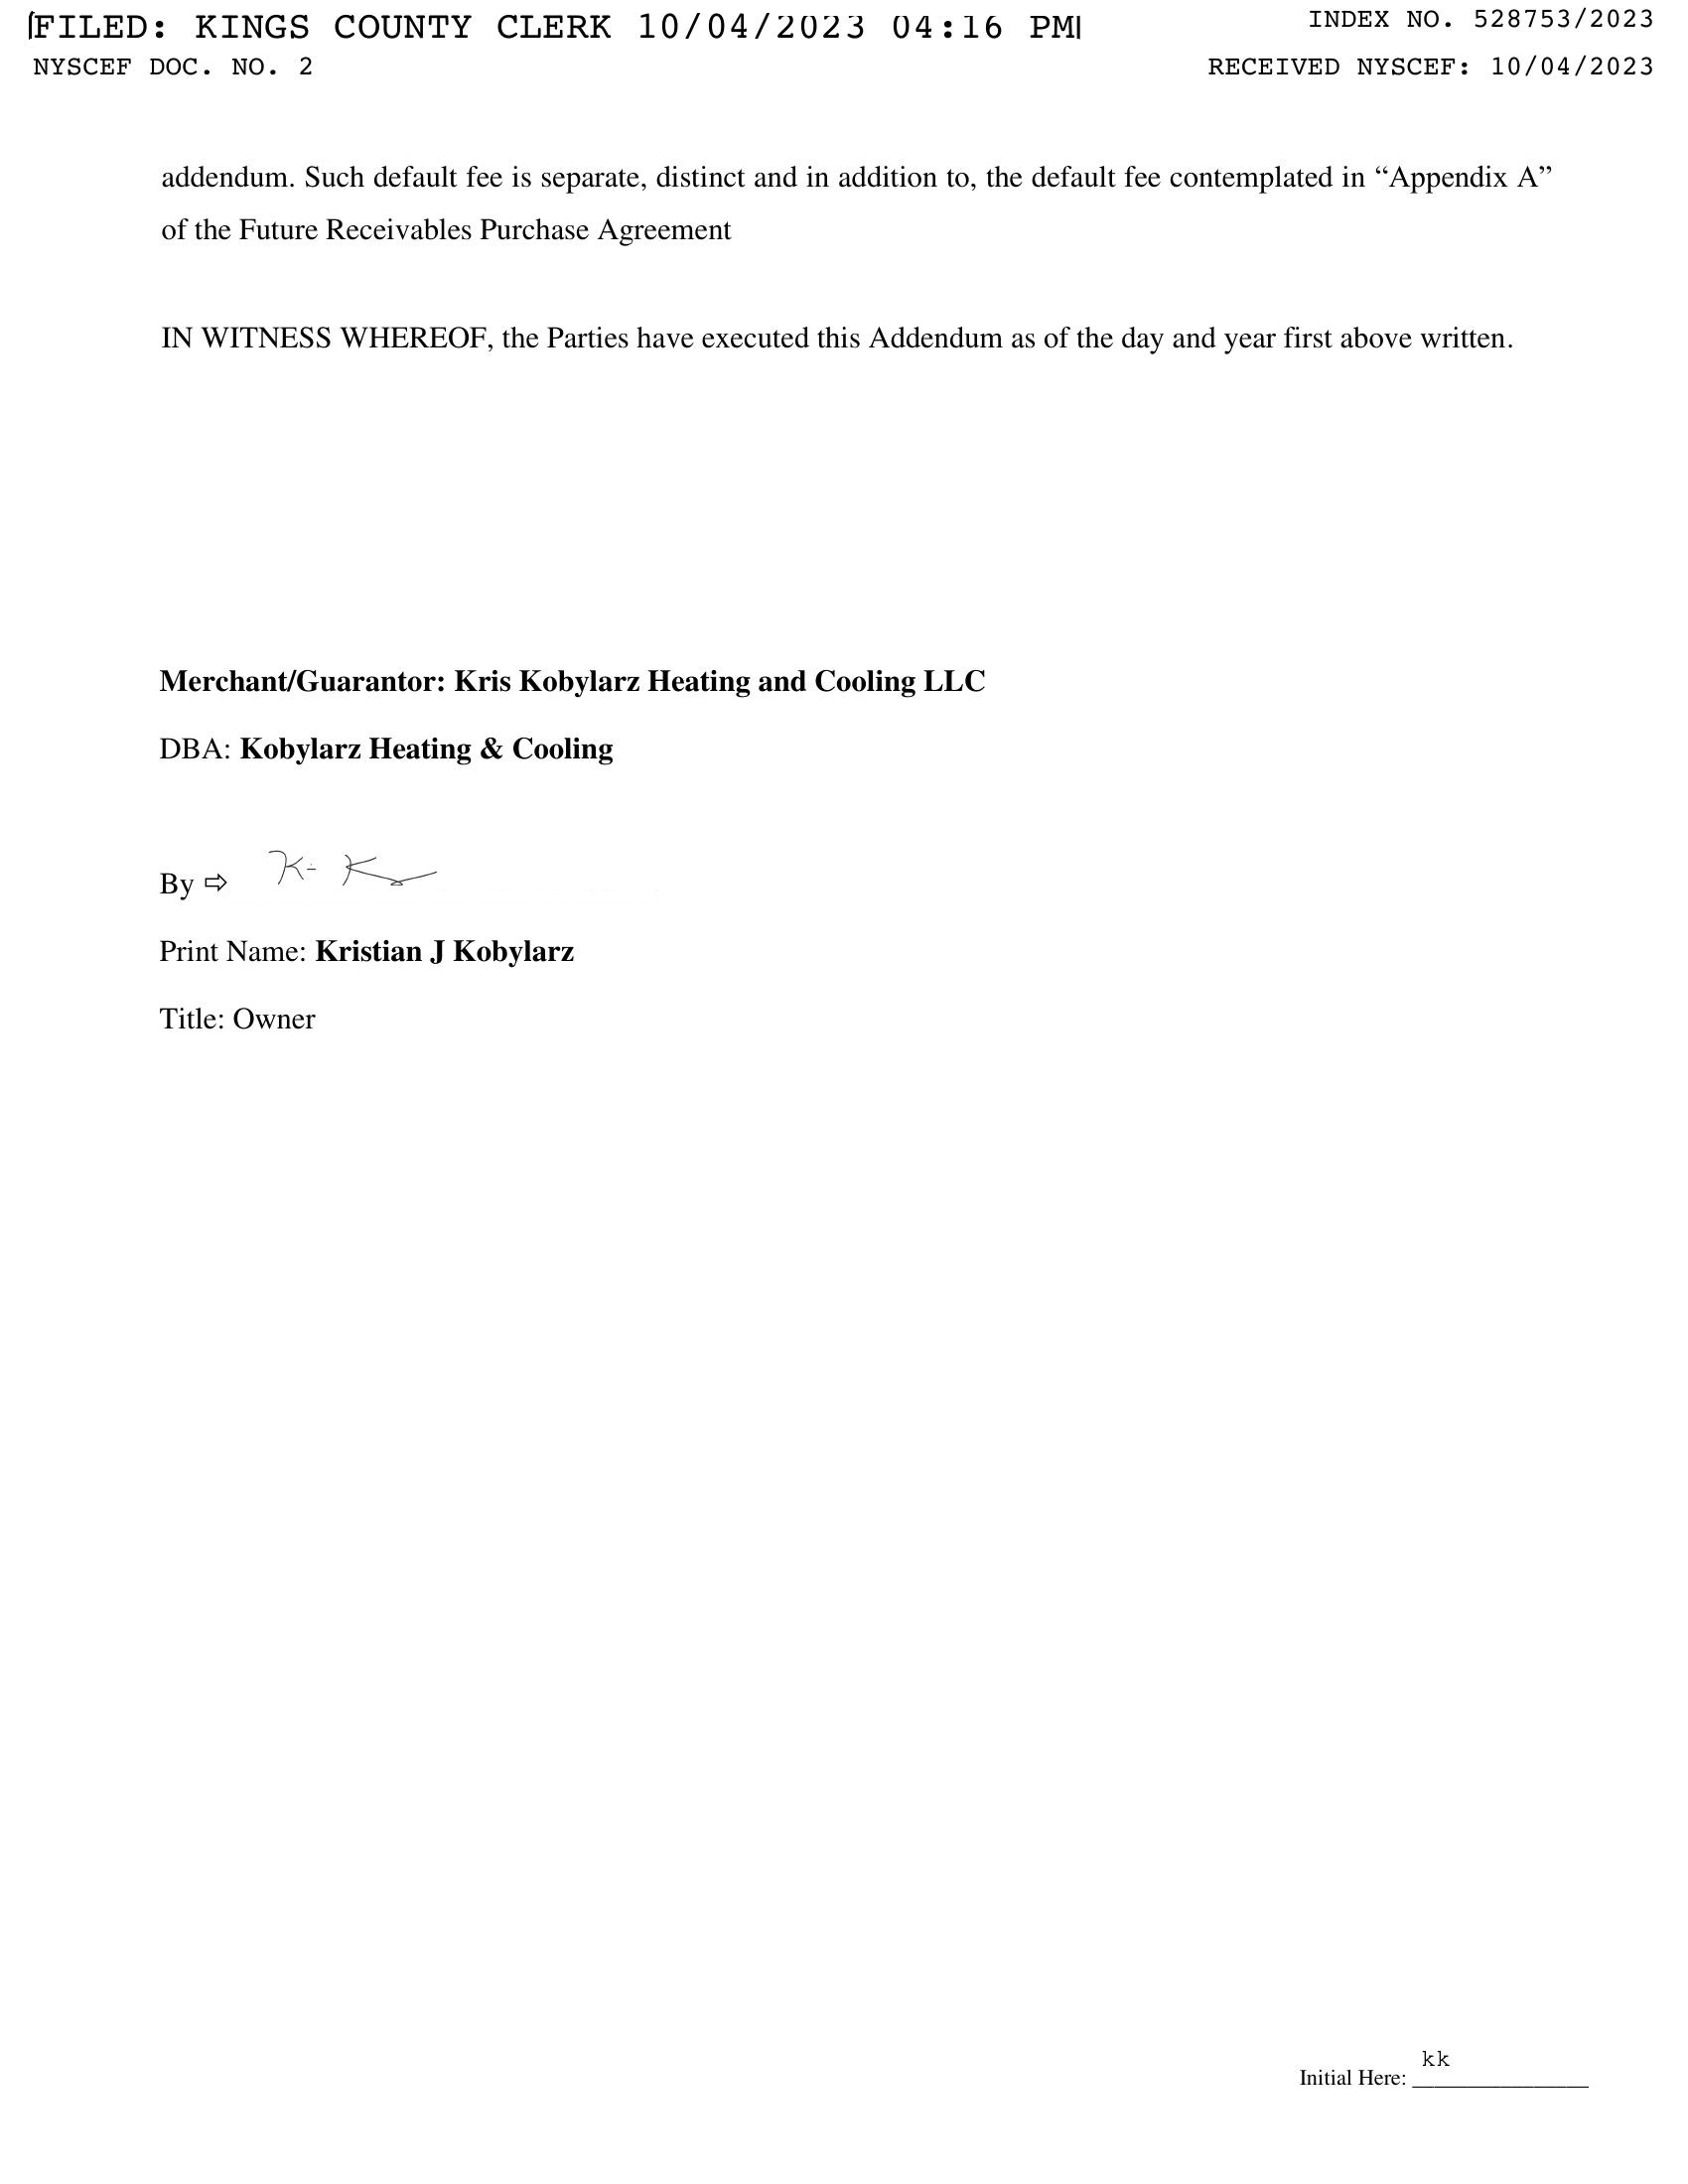 FILED: KINGS COUNTY CLERK 10/04/2023 04:16 PM
INDEX NO. 528753/2023
NYSCEF DOC. NO. 2
RECEIVED NYSCEF: 10/04/2023
addendum. Such default fee is separate, distinct and in addition to, the default fee contemplated in “Appendix A”
of the Future Receivables Purchase Agreement
IN WITNESS WHEREOF, the Parties have executed this Addendum as of the day and year first above written.
Merchant/Guarantor: Kris Kobylarz Heating and Cooling LLC
DBA: Kobylarz Heating & Cooling
By ⇨
Print Name: Kristian J Kobylarz
Title: Owner
kk
Initial Here: ________________